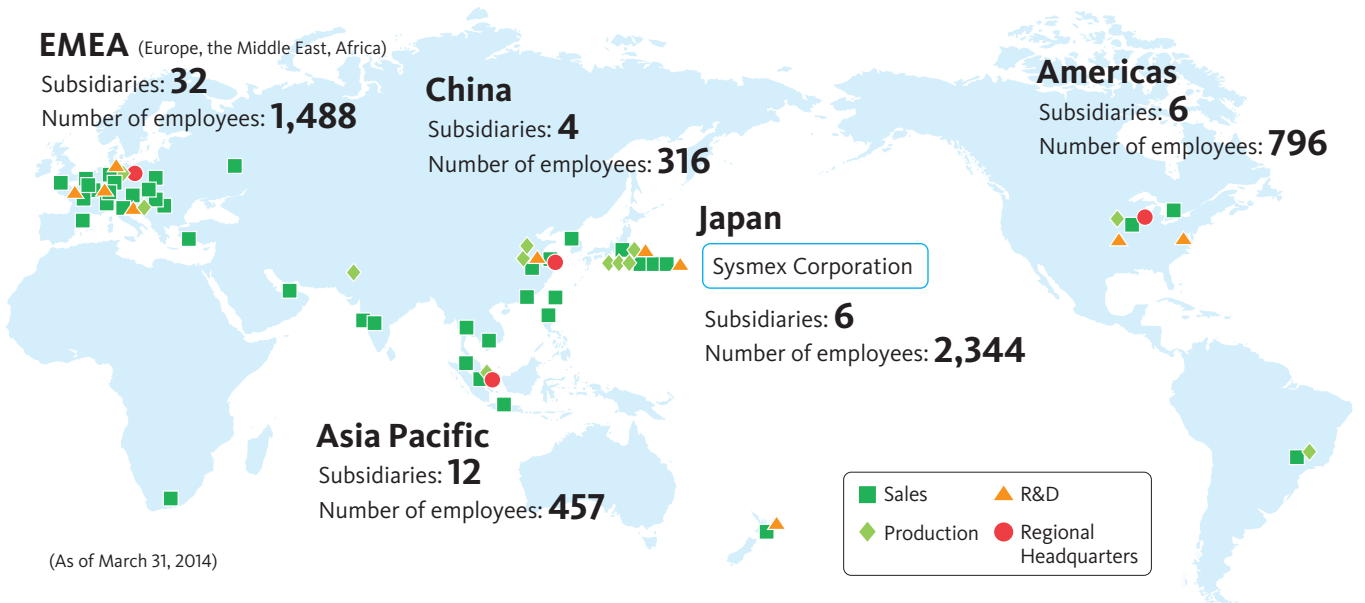 EMEA (Europe, the Middle East, Africa)
Subsidiaries: 32
Number of employees: 1,488
China
Subsidiaries: 4
Number of employees: 316
Americas
Subsidiaries: 6
Number of employees: 796
Japan
Sysmex Corporation
Subsidiaries: 6
Number of employees: 2,344
Asia Pacific
Subsidiaries: 12
Number of employees: 457
Sales
R&D
Production
Regional
Headquarters
(As of March 31, 2014)